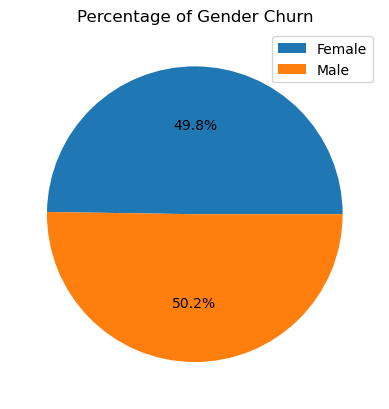 Percentage of Gender Churn
Female
Male
49.8%
50.2%